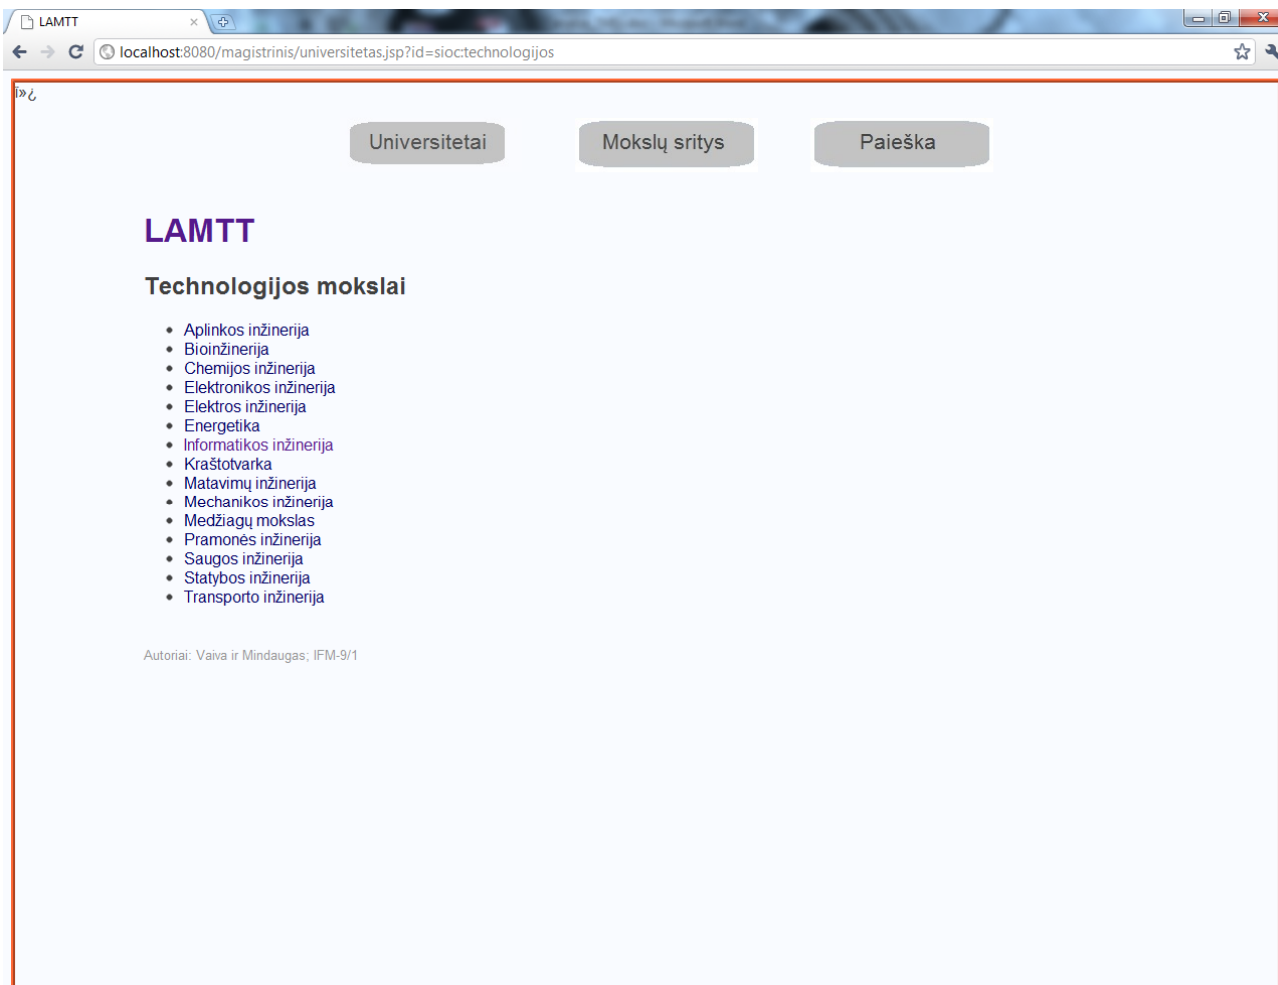 LAMTT
localhost:8080/magistrinis/universitetas.jsp?id=sioc:technologijos
ï»¿
Universitetai Mokslų sritys Paieška
LAMTT
Technologijos mokslai
Aplinkos inžinerija
Bioinžinerija
Chemijos inžinerija
Elektronikos inžinerija
Elektros inžinerija
Energetika
Informatikos inžinerija
Kraštotvarka
Matavimų inžinerija
Mechanikos inžinerija
Medžiagų mokslas
Pramonės inžinerija
Saugos inžinerija
Statybos inžinerija
Transporto inžinerija
Autoriai: Vaiva ir Mindaugas; IFM-9/1